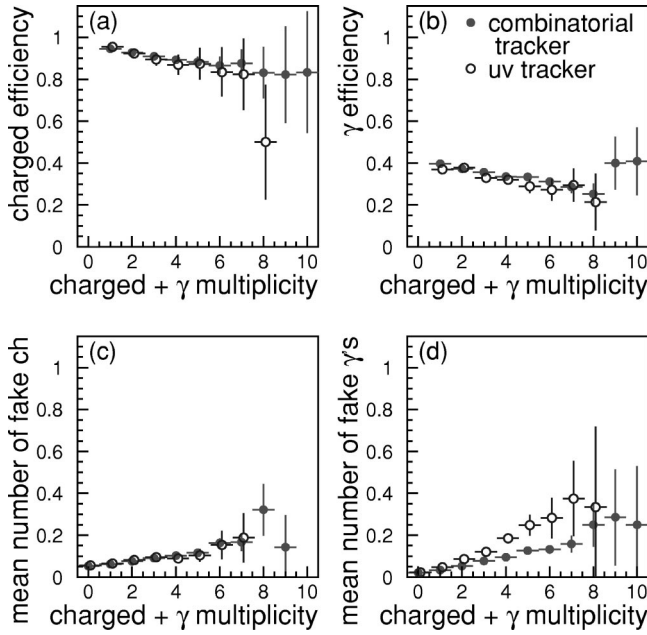 (a)
charged efficiency
1
0.8
0.6
0.4
0.2
0
0 2 4 6 8 10
charged + γ multiplicity
(b)
combinatorial
tracker
uv tracker
γ efficiency
1
0.8
0.6
0.4
0.2
0
0 2 4 6 8 10
charged + γ multiplicity
(c)
mean number of fake ch
1
0.8
0.6
0.4
0.2
0
0 2 4 6 8 10
charged + γ multiplicity
(d)
mean number of fake γ's
1
0.8
0.6
0.4
0.2
0
0 2 4 6 8 10
charged + γ multiplicity